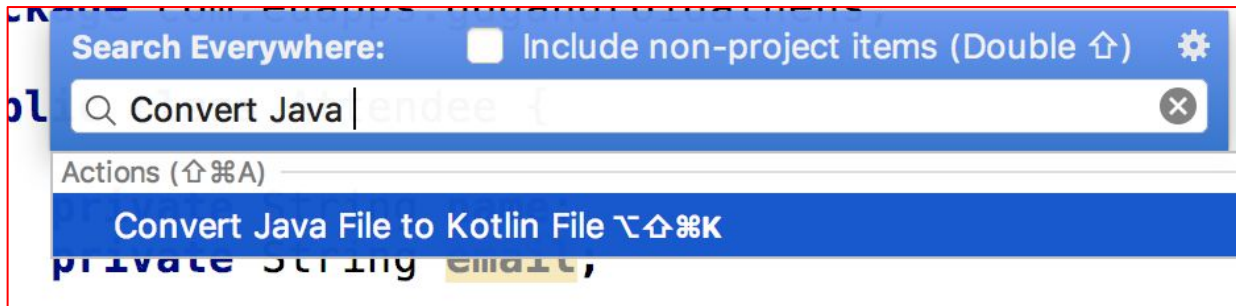 Search Everywhere: Include non-project items (Double ⇧)
Convert Java
endee {
Actions (⇧⌘A)
Convert Java File to Kotlin File ⌥⇧⌘K
private String email;